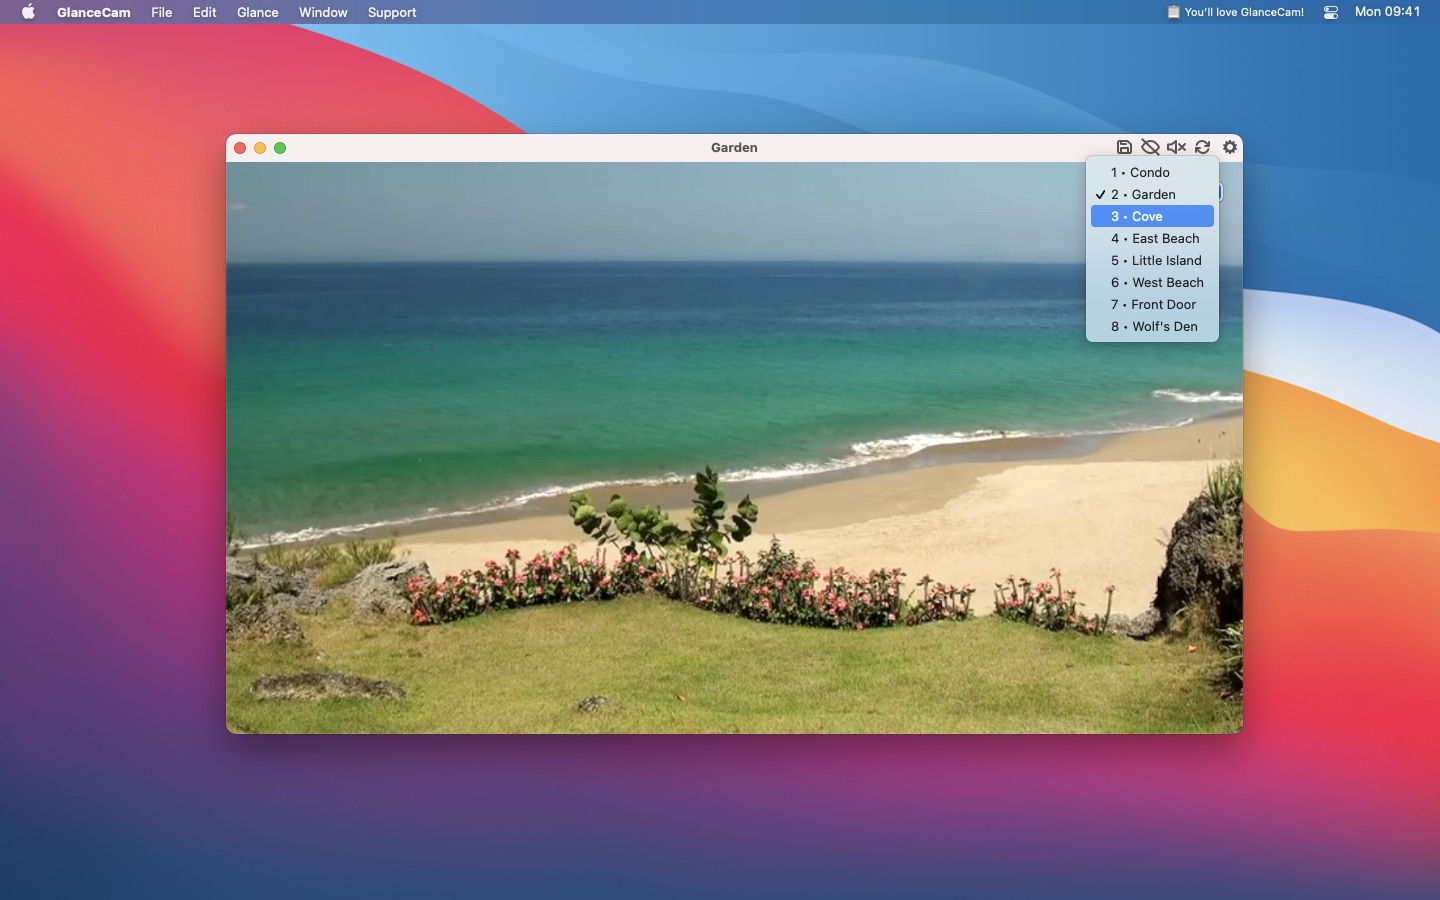 GlanceCam File Edit Glance Window Support You'll love GlanceCam! Mon 09:41
Garden
1 • Condo
✓ 2 • Garden
3 • Cove
4 • East Beach
5 • Little Island
6 • West Beach
7 • Front Door
8 • Wolf's Den